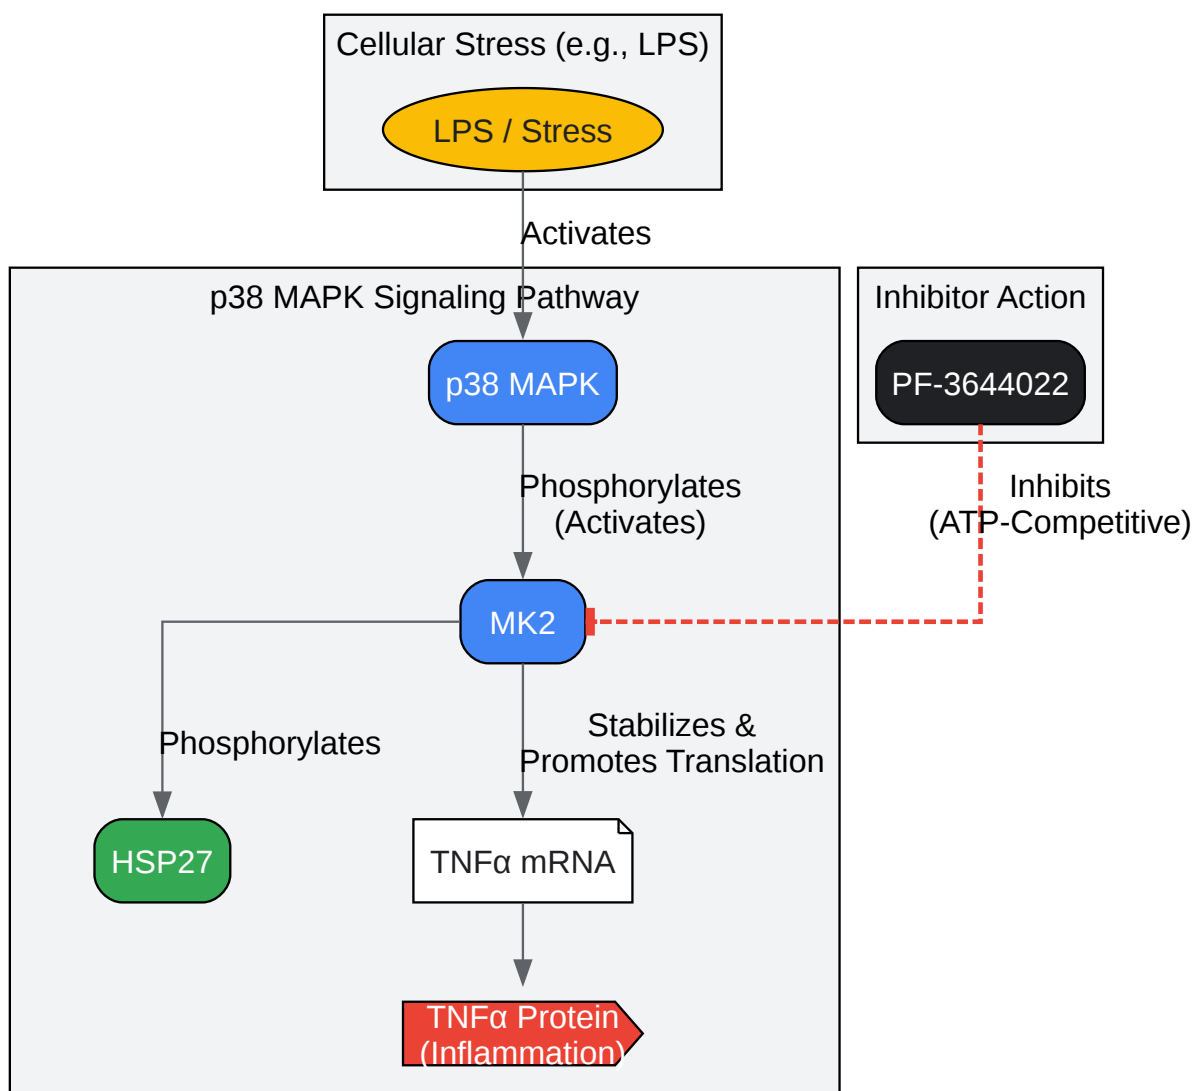 Cellular Stress (e.g., LPS)
LPS / Stress
Activates
p38 MAPK Signaling Pathway
Inhibitor Action
p38 MAPK
PF-3644022
Phosphorylates
(Activates)
Inhibits
(ATP-Competitive)
MK2
Phosphorylates
Stabilizes &
Promotes Translation
HSP27
TNFα mRNA
TNFα Protein
(Inflammation)